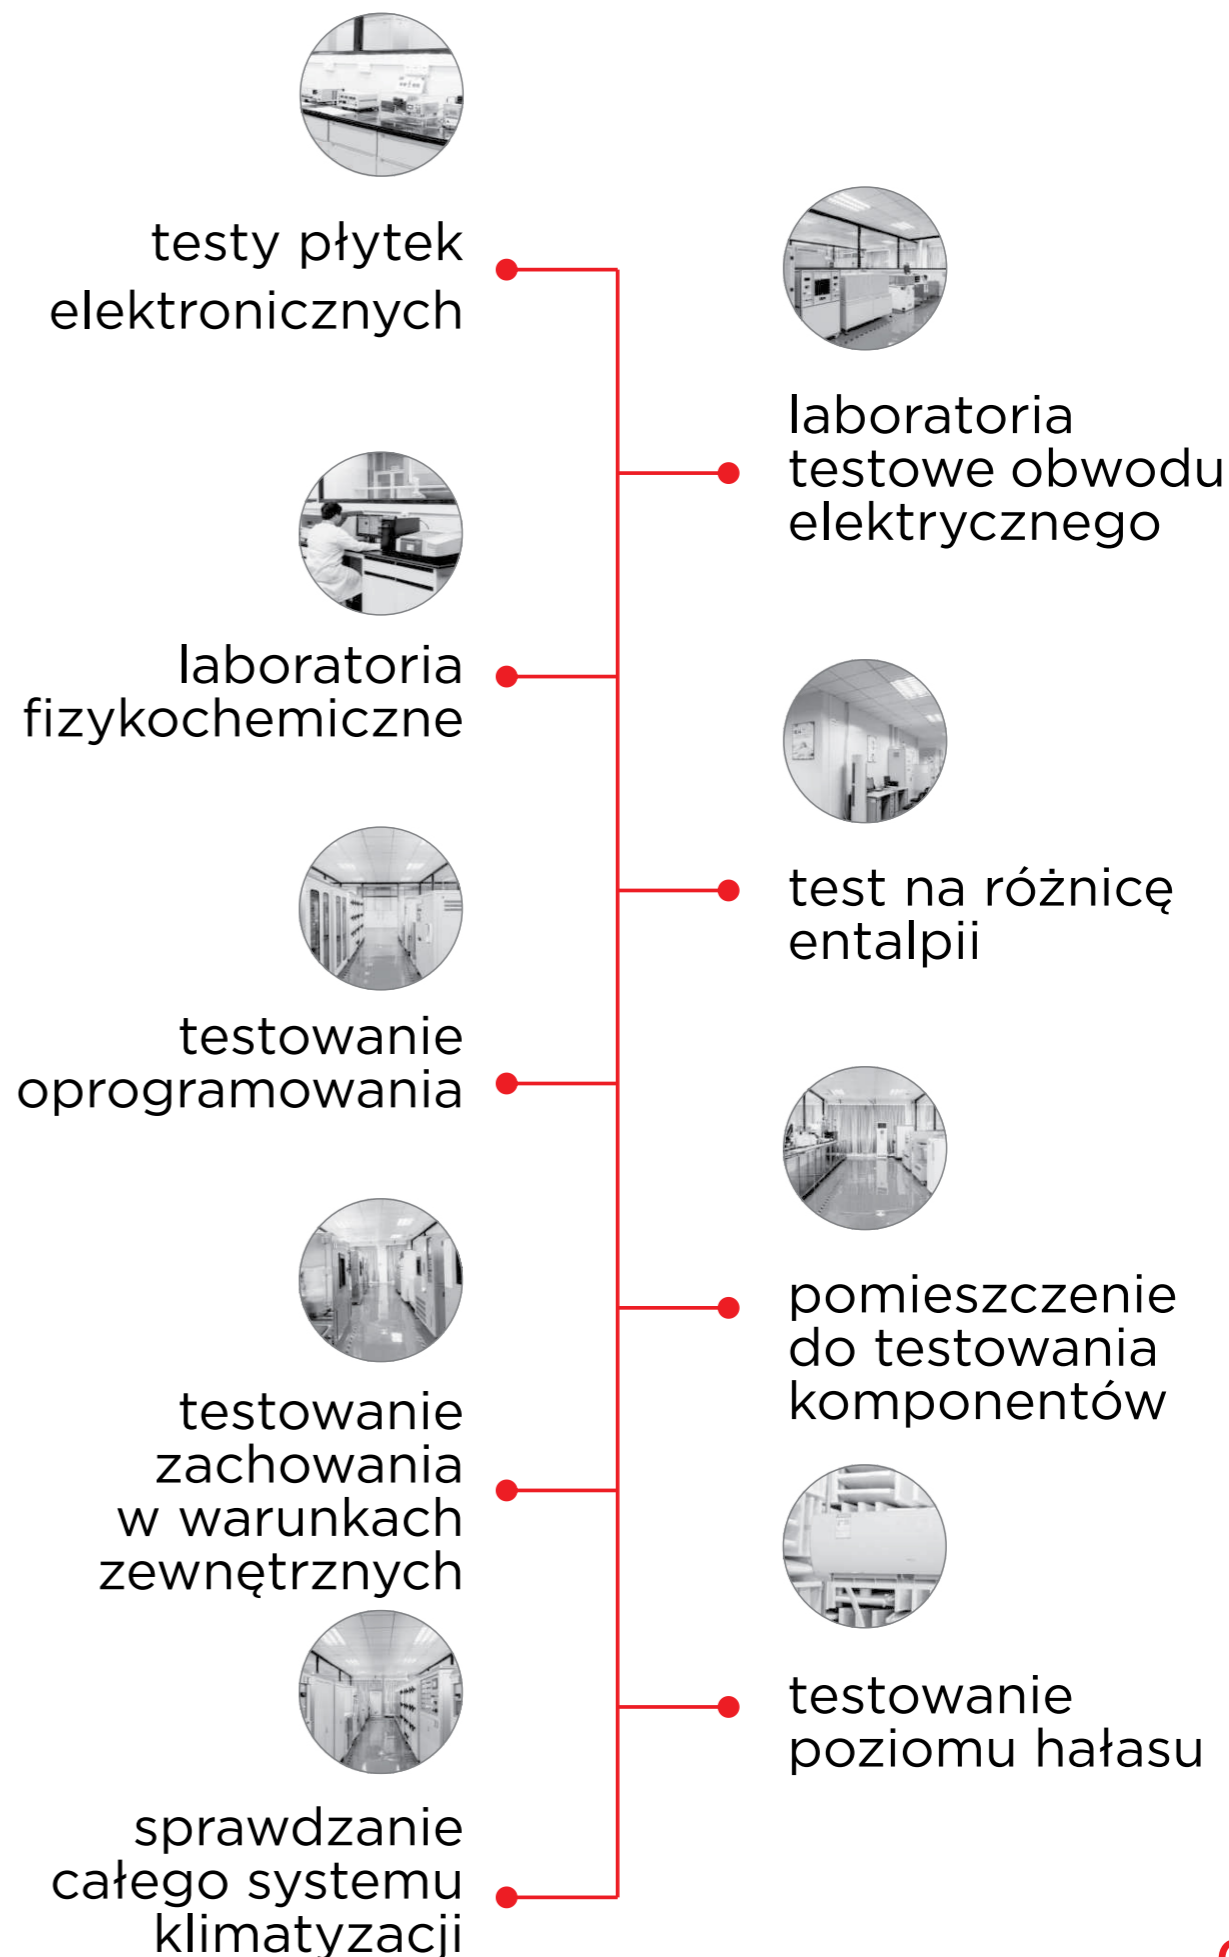 testy płytek
elektronicznych
laboratoria
testowe obwodu
elektrycznego
laboratoria
fizykochemiczne
test na różnicę
entalpii
testowanie
oprogramowania
pomieszczenie
do testowania
komponentów
testowanie
zachowania
w warunkach
zewnętrznych
testowanie
poziomu hałasu
sprawdzanie
całego systemu
klimatyzacji